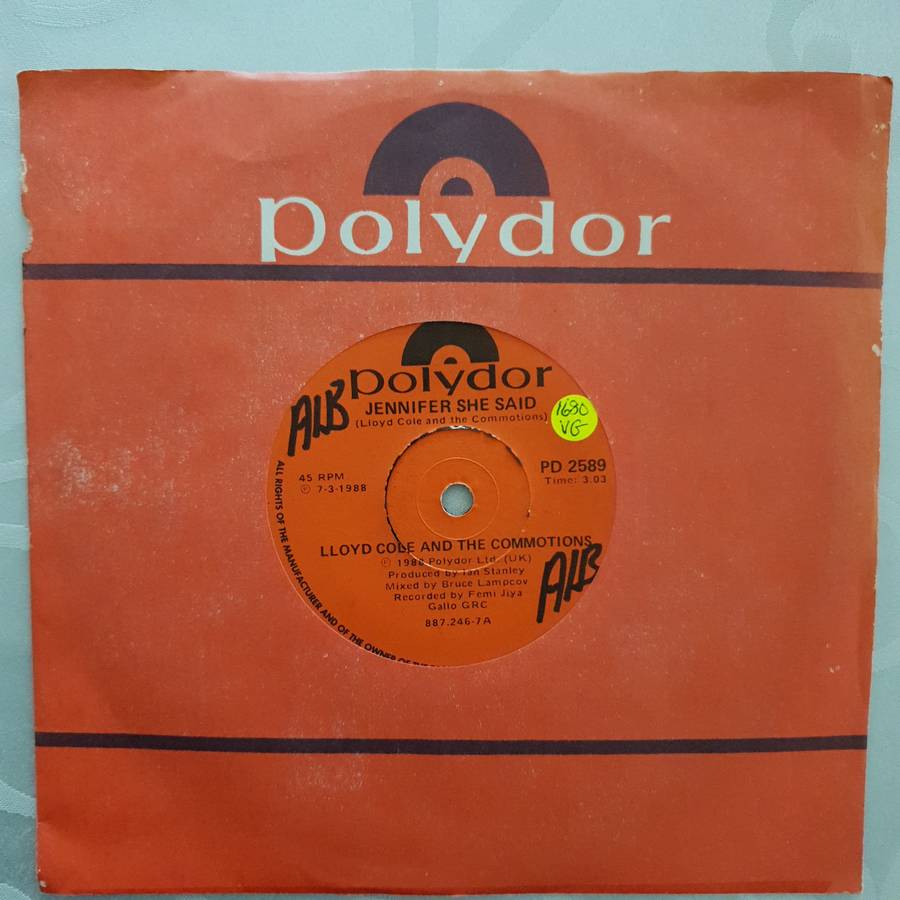 polydor
polydor
JENNIFER SHE SAID
(Lloyd Cole and the Commotions)
ALB
1680
VG
45 RPM
℗ 7-3-1988
PD 2589
Time: 3.03
LLOYD COLE AND THE COMMOTIONS
℗ 1988 Polydor Ltd. (UK)
Produced by Ian Stanley
Mixed by Bruce Lampcov
Recorded by Femi Jiya
Gallo GRC
887.246-7A
ALB
ALL RIGHTS OF THE MANUFACTURER AND OF THE OWNER OF THE